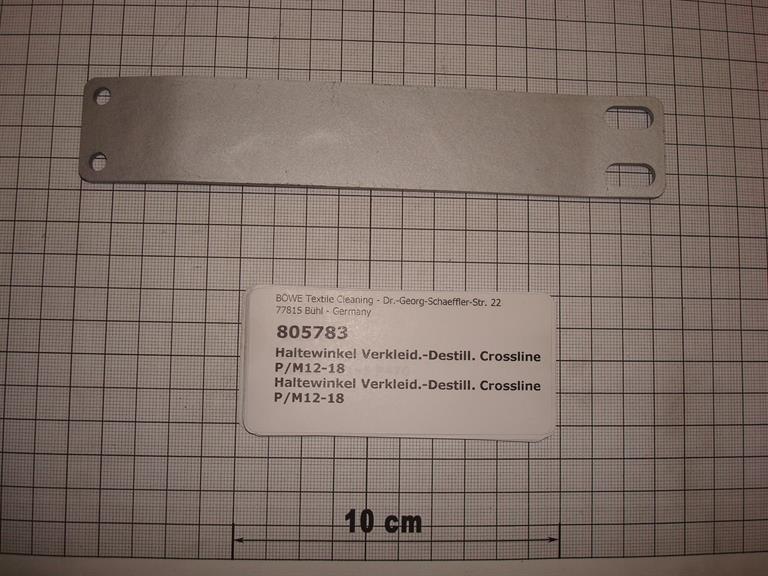 BÖWE Textile Cleaning - Dr.-Georg-Schaeffler-Str. 22
77815 Bühl - Germany
805783
Haltewinkel Verkleid.-Destill. Crossline
P/M12-18
Haltewinkel Verkleid.-Destill. Crossline
P/M12-18
10 cm